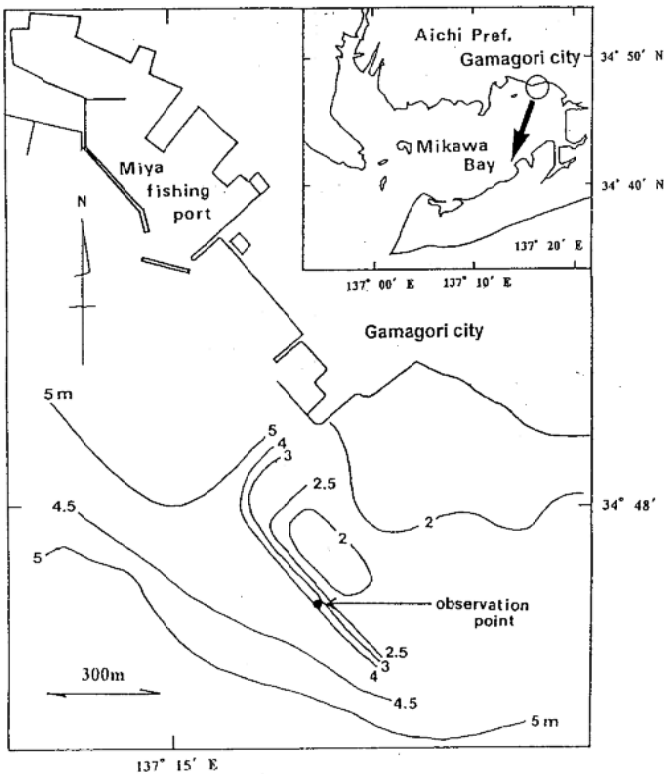 Aichi Pref.
Gamagori city
34° 50′ N
Mikawa
Bay
34° 40′ N
137° 20′ E
137° 00′ E
137° 10′ E
Miya
fishing
port
N
Gamagori city
5 m
5
4
3
2.5
2
2
34° 48′
4.5
5
observation
point
2.5
3
4
4.5
5 m
300m
137° 15′ E